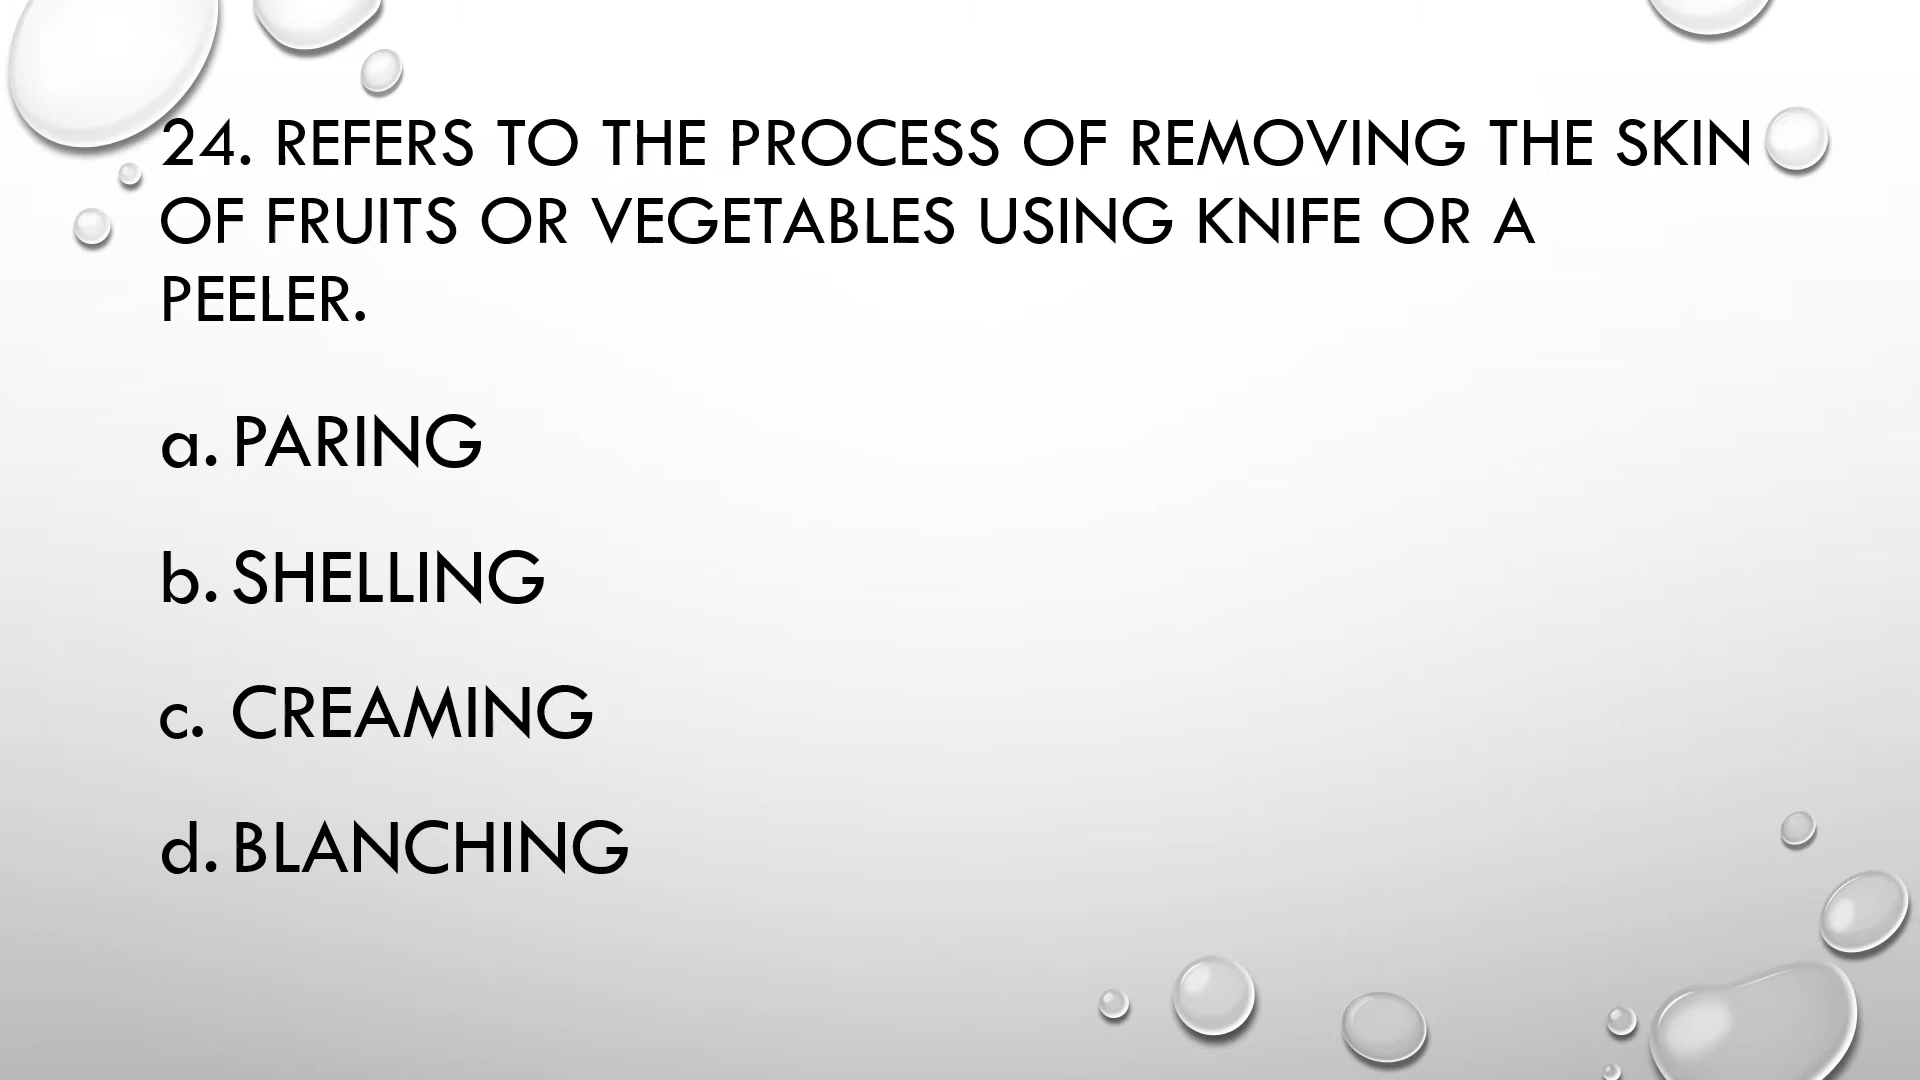 24. REFERS TO THE PROCESS OF REMOVING THE SKIN
OF FRUITS OR VEGETABLES USING KNIFE OR A
PEELER.
a. PARING
b. SHELLING
c. CREAMING
d. BLANCHING